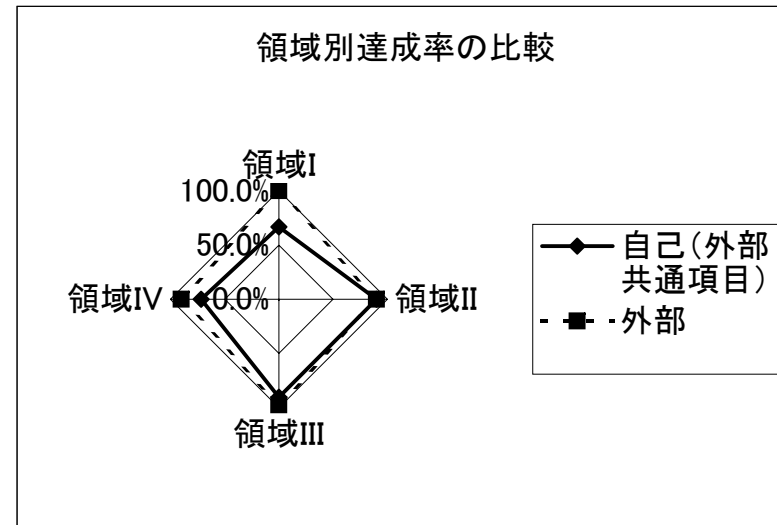 領域別達成率の比較
領域I
100.0%
50.0%
0.0%
領域IV
領域II
領域III
自己(外部
共通項目)
外部